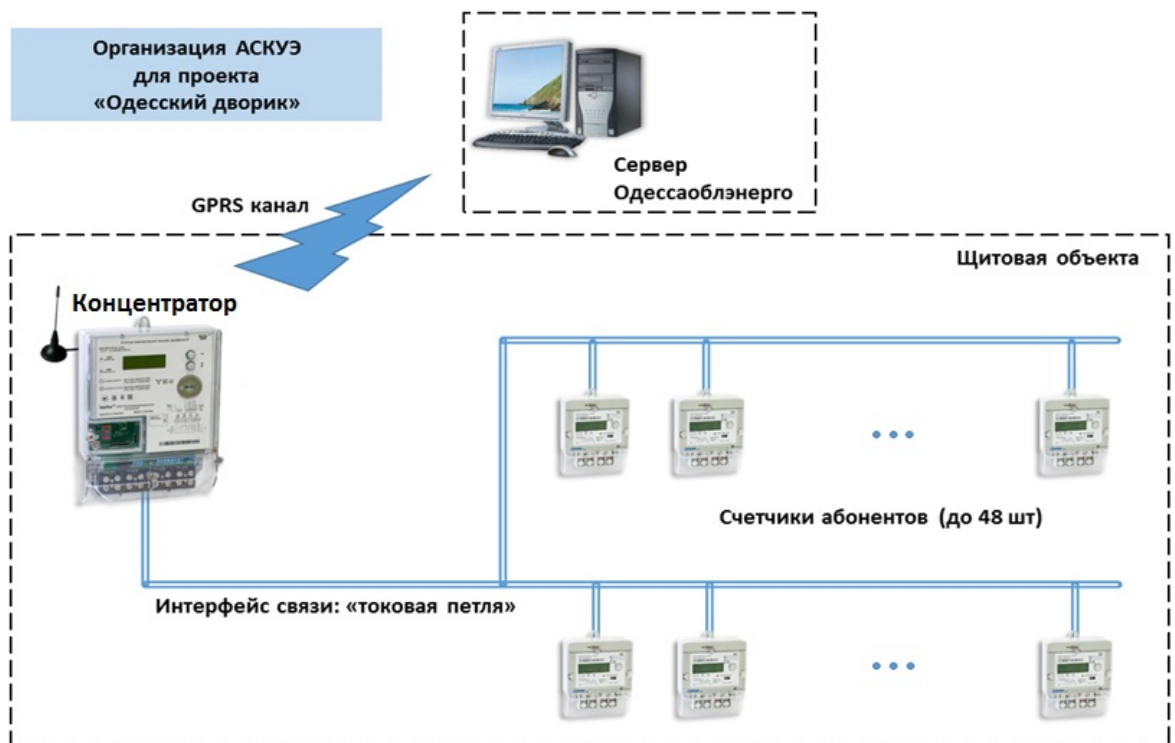 Организация АСКУЭ
для проекта
«Одесский дворик»
Сервер
Одессаоблэнерго
GPRS канал
Щитовая объекта
Концентратор
Счетчики абонентов (до 48 шт)
Интерфейс связи: «токовая петля»